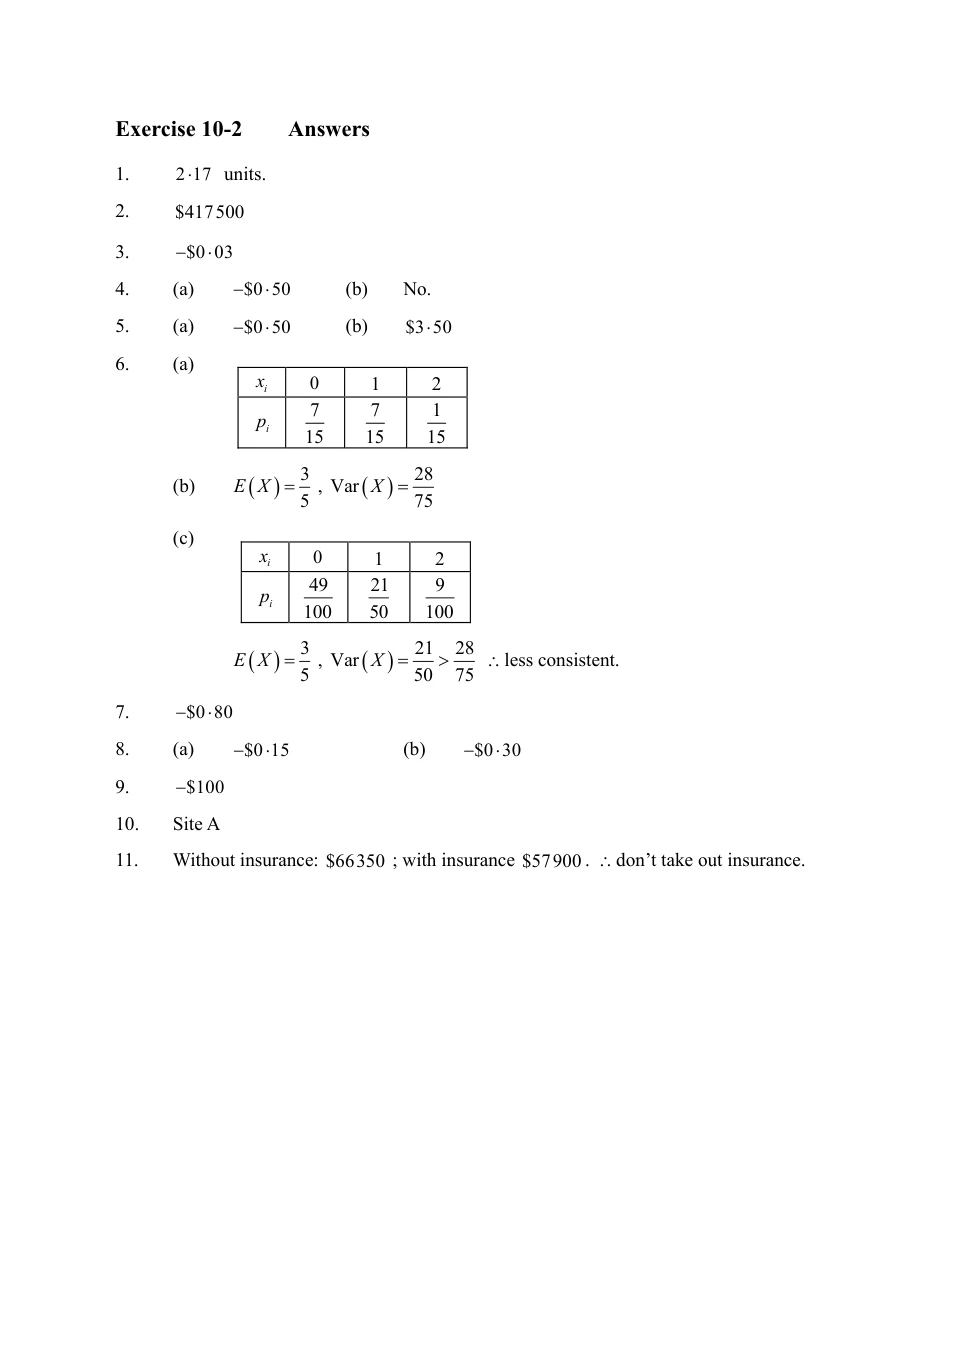 Exercise 10-2 Answers
1. 2·17 units.
2. $417500
3. −$0·03
4. (a) −$0·50 (b) No.
5. (a) −$0·50 (b) $3·50
6. (a)
xᵢ 0 1 2
pᵢ 7/15 7/15 1/15
(b) E(X)=3/5 , Var(X)=28/75
(c)
xᵢ 0 1 2
pᵢ 49/100 21/50 9/100
E(X)=3/5 , Var(X)=21/50>28/75 ∴ less consistent.
7. −$0·80
8. (a) −$0·15 (b) −$0·30
9. −$100
10. Site A
11. Without insurance: $66350 ; with insurance $57900 . ∴ don’t take out insurance.